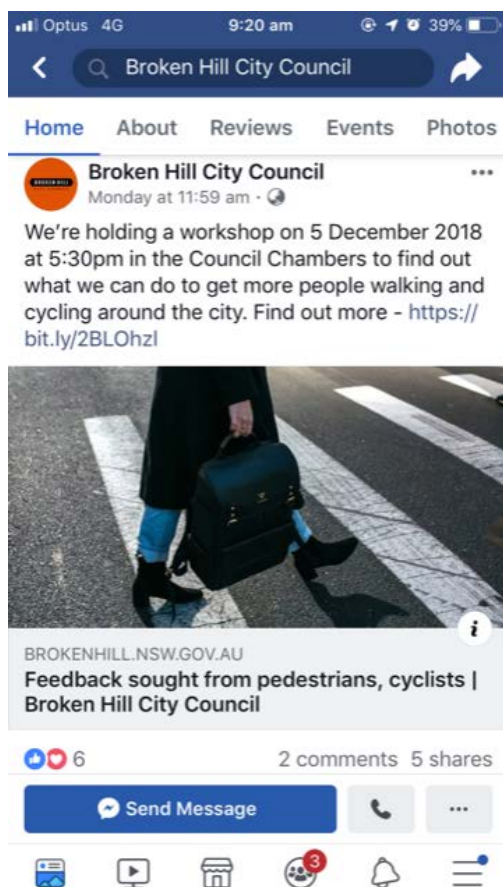 Optus 4G 9:20 am 39%
Broken Hill City Council
Home About Reviews Events Photos
BROKEN HILL
Broken Hill City Council
Monday at 11:59 am ·
We're holding a workshop on 5 December 2018
at 5:30pm in the Council Chambers to find out
what we can do to get more people walking and
cycling around the city. Find out more - https://
bit.ly/2BLOhzl
BROKENHILL.NSW.GOV.AU
Feedback sought from pedestrians, cyclists |
Broken Hill City Council
6 2 comments 5 shares
Send Message
3